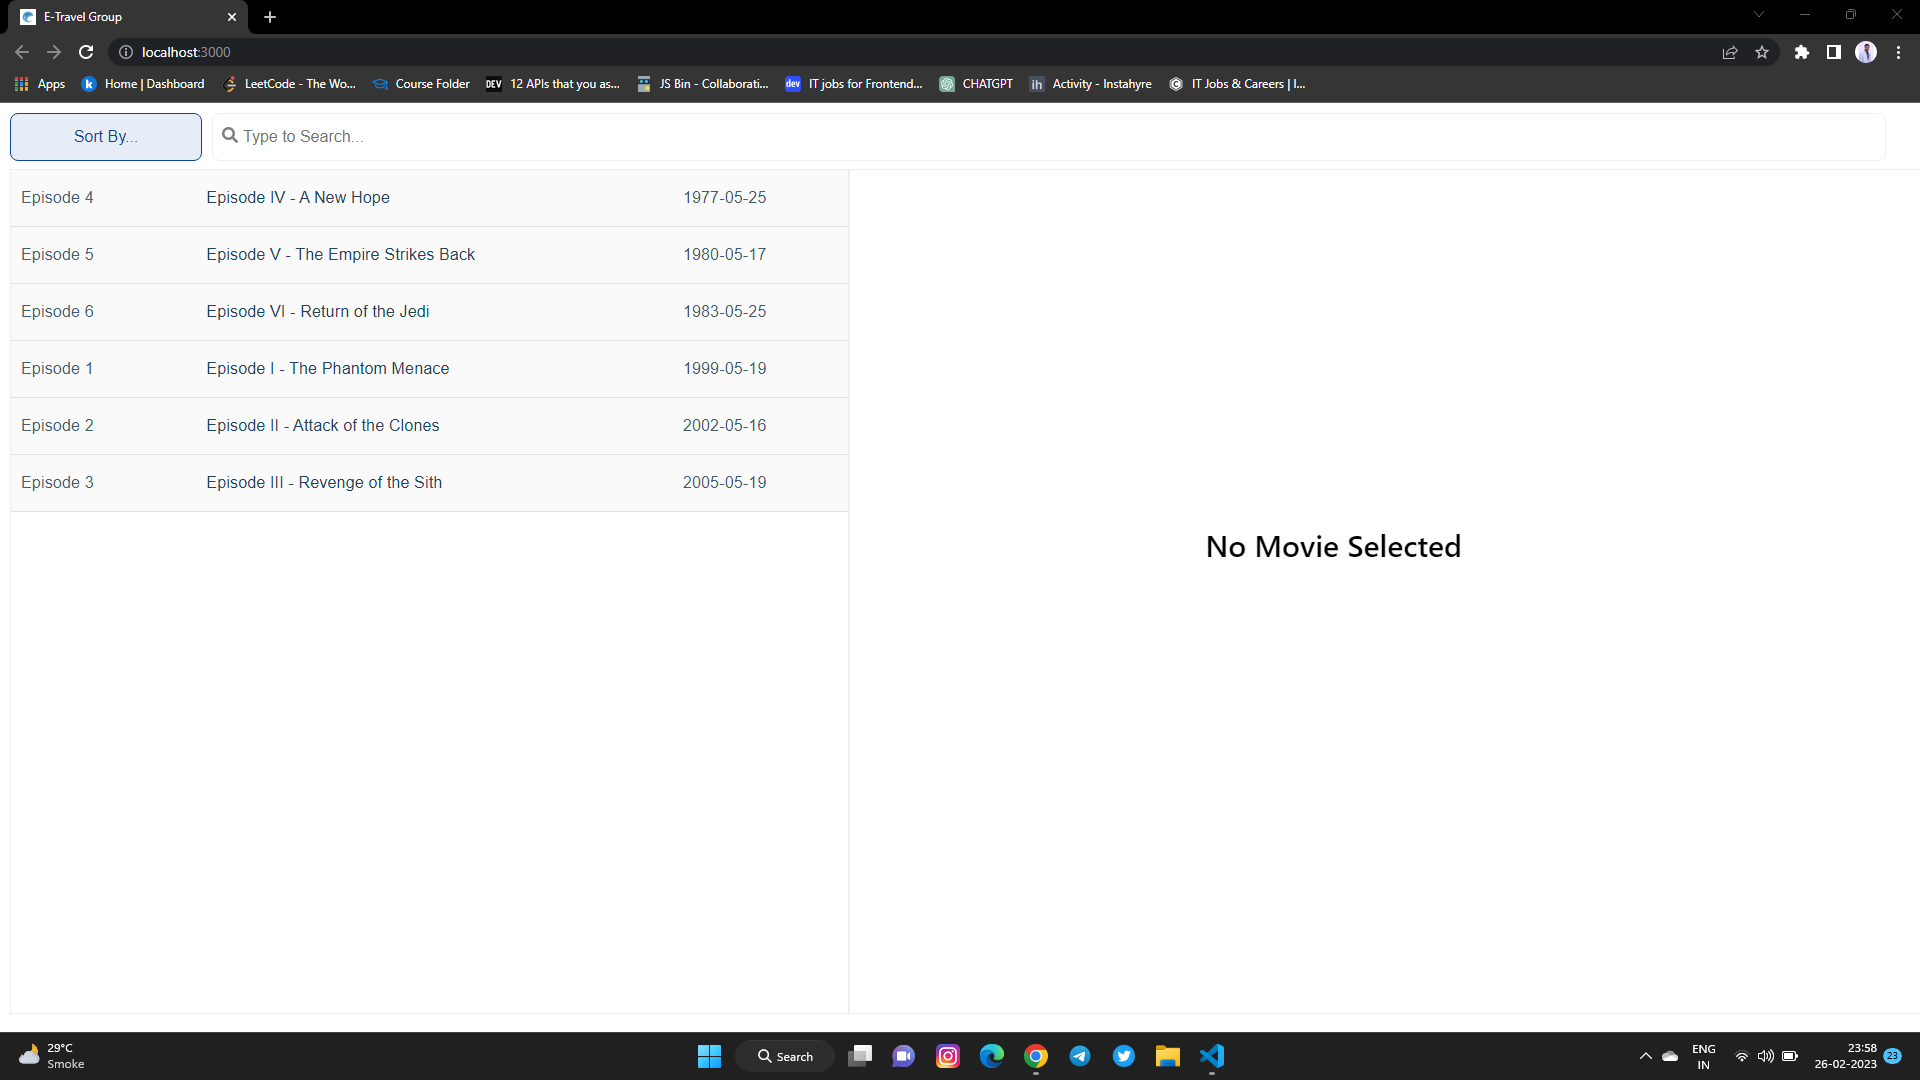 E-Travel Group
localhost:3000
Apps Home | Dashboard LeetCode - The Wo... Course Folder DEV 12 APIs that you as... JS Bin - Collaborati... dev IT jobs for Frontend... CHATGPT ih Activity - Instahyre IT Jobs & Careers | I...
Sort By... Type to Search...
Episode 4 Episode IV - A New Hope 1977-05-25
Episode 5 Episode V - The Empire Strikes Back 1980-05-17
Episode 6 Episode VI - Return of the Jedi 1983-05-25
Episode 1 Episode I - The Phantom Menace 1999-05-19
Episode 2 Episode II - Attack of the Clones 2002-05-16
Episode 3 Episode III - Revenge of the Sith 2005-05-19
No Movie Selected
29°C
Smoke
Search
ENG
IN
23:58
26-02-2023
23